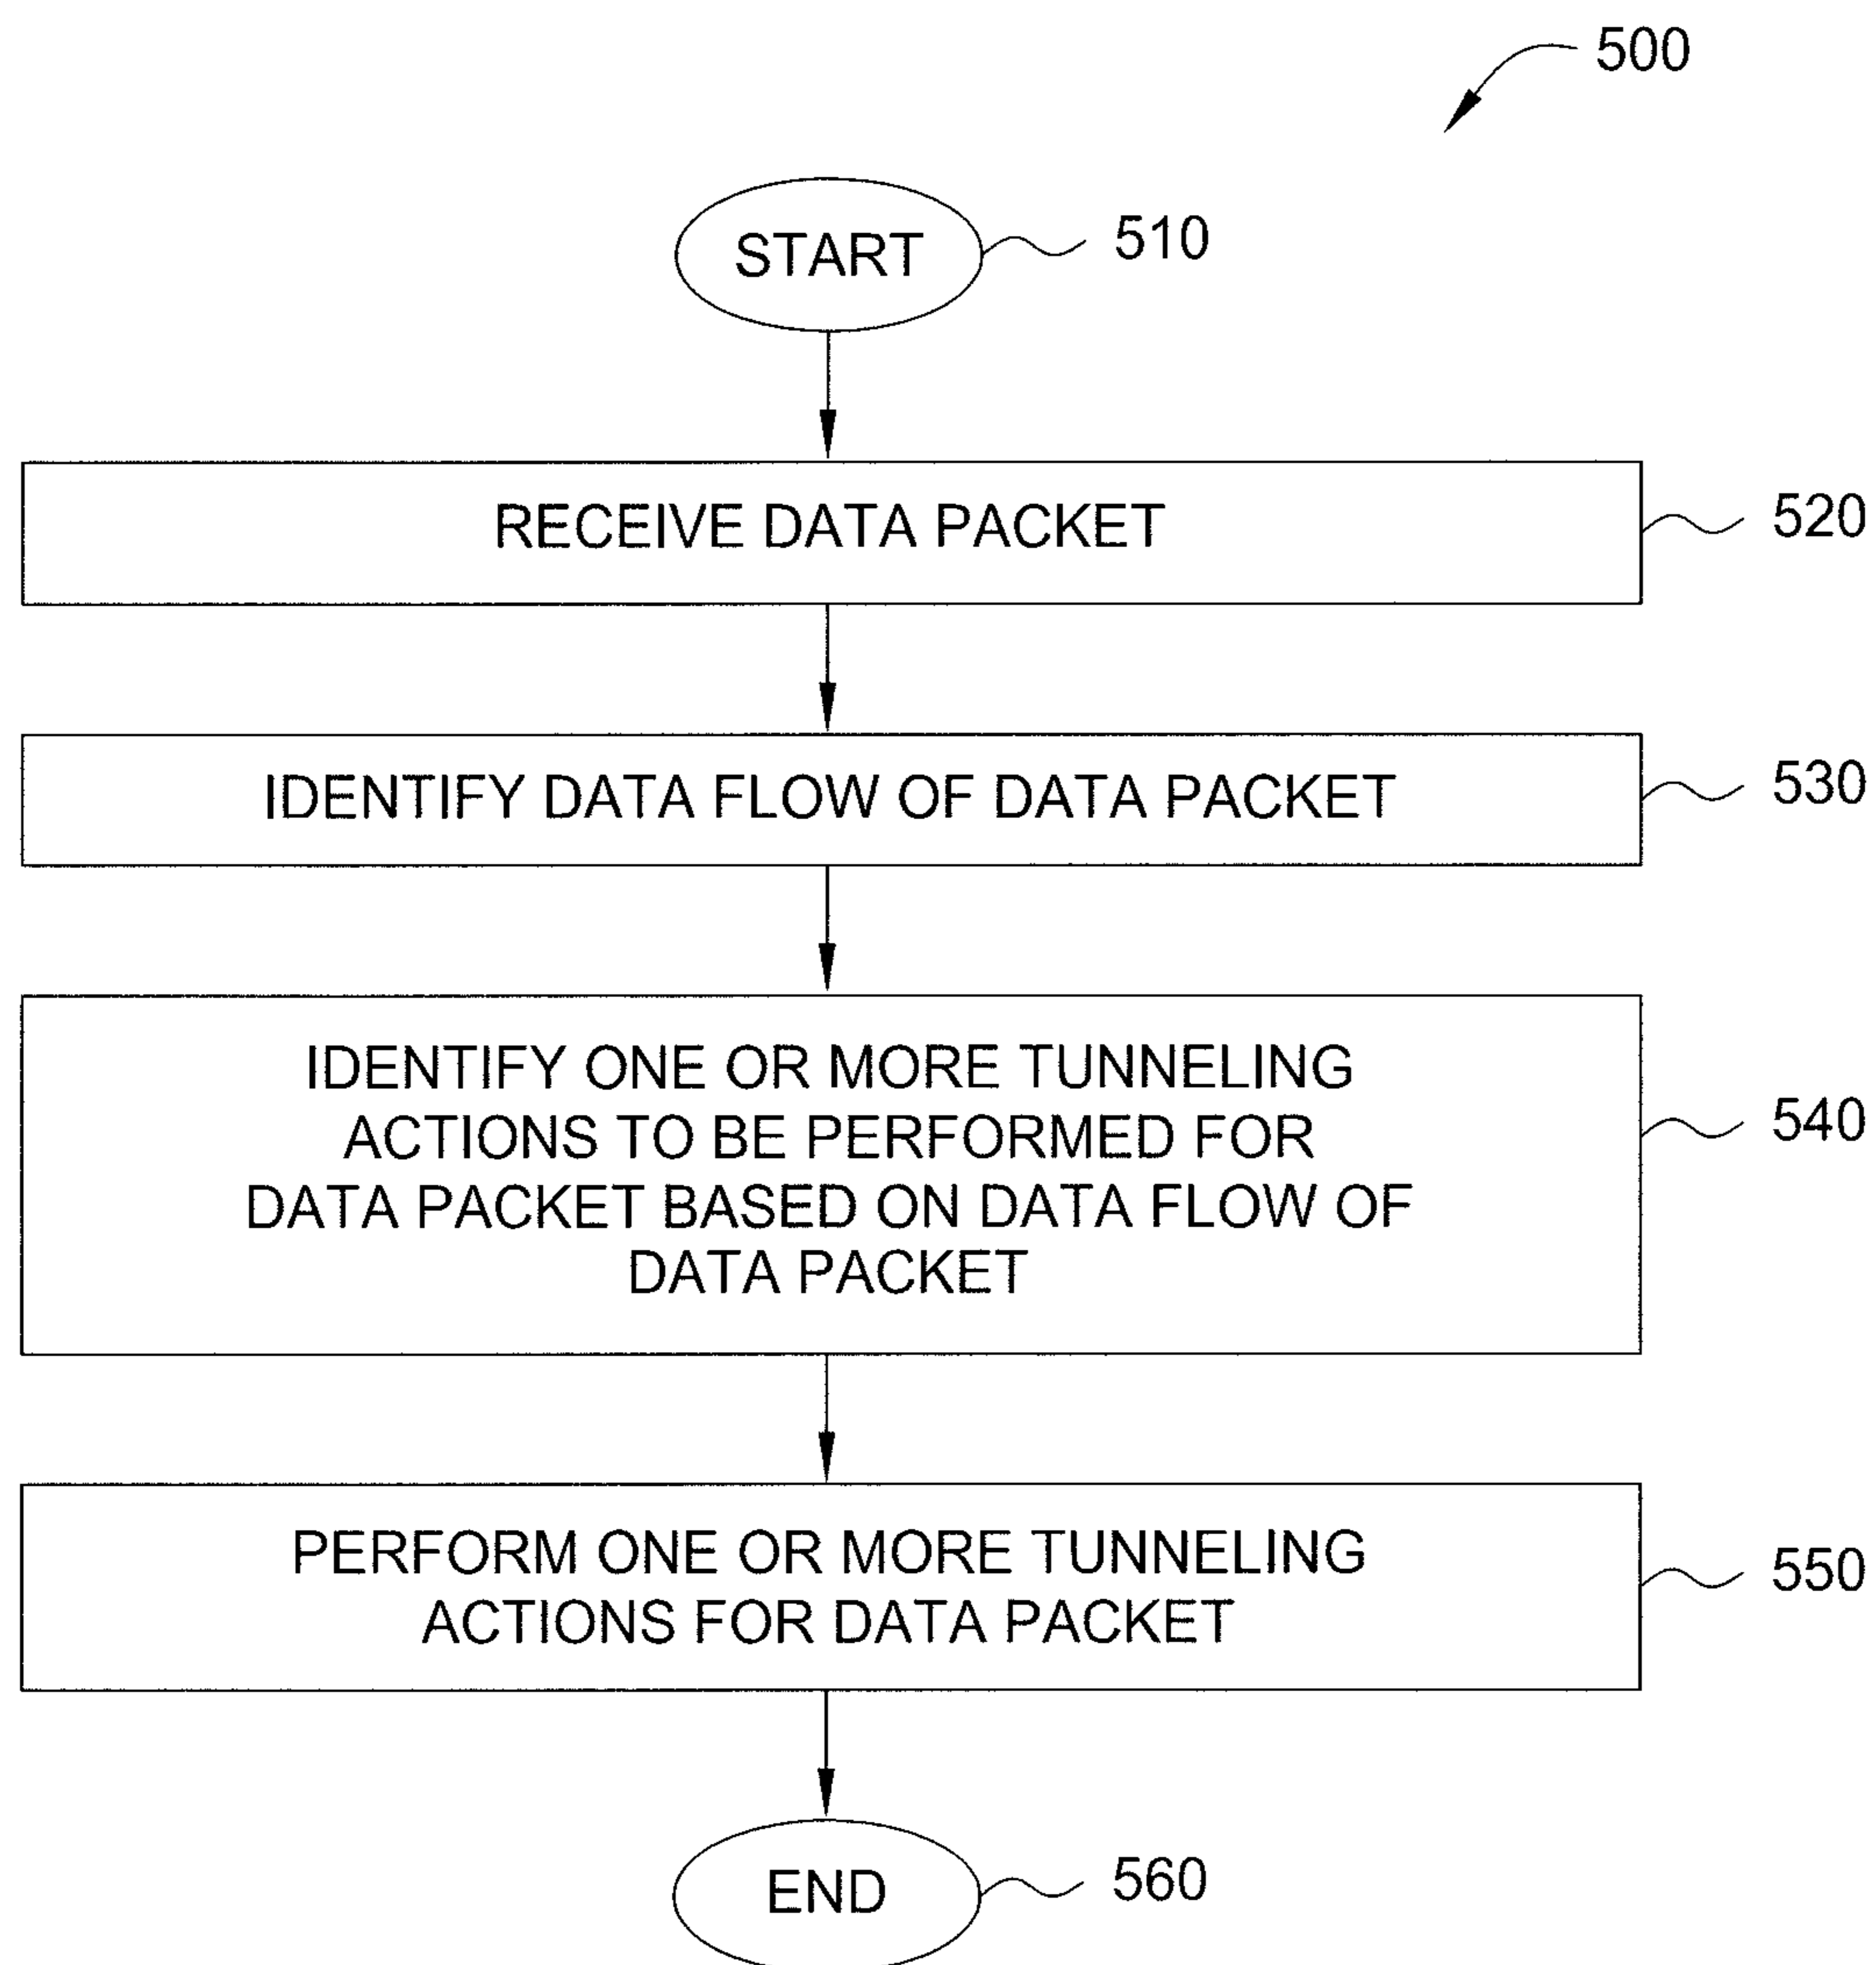 500
START
510
RECEIVE DATA PACKET
520
IDENTIFY DATA FLOW OF DATA PACKET
530
IDENTIFY ONE OR MORE TUNNELING
ACTIONS TO BE PERFORMED FOR
DATA PACKET BASED ON DATA FLOW OF
DATA PACKET
540
PERFORM ONE OR MORE TUNNELING
ACTIONS FOR DATA PACKET
550
END
560